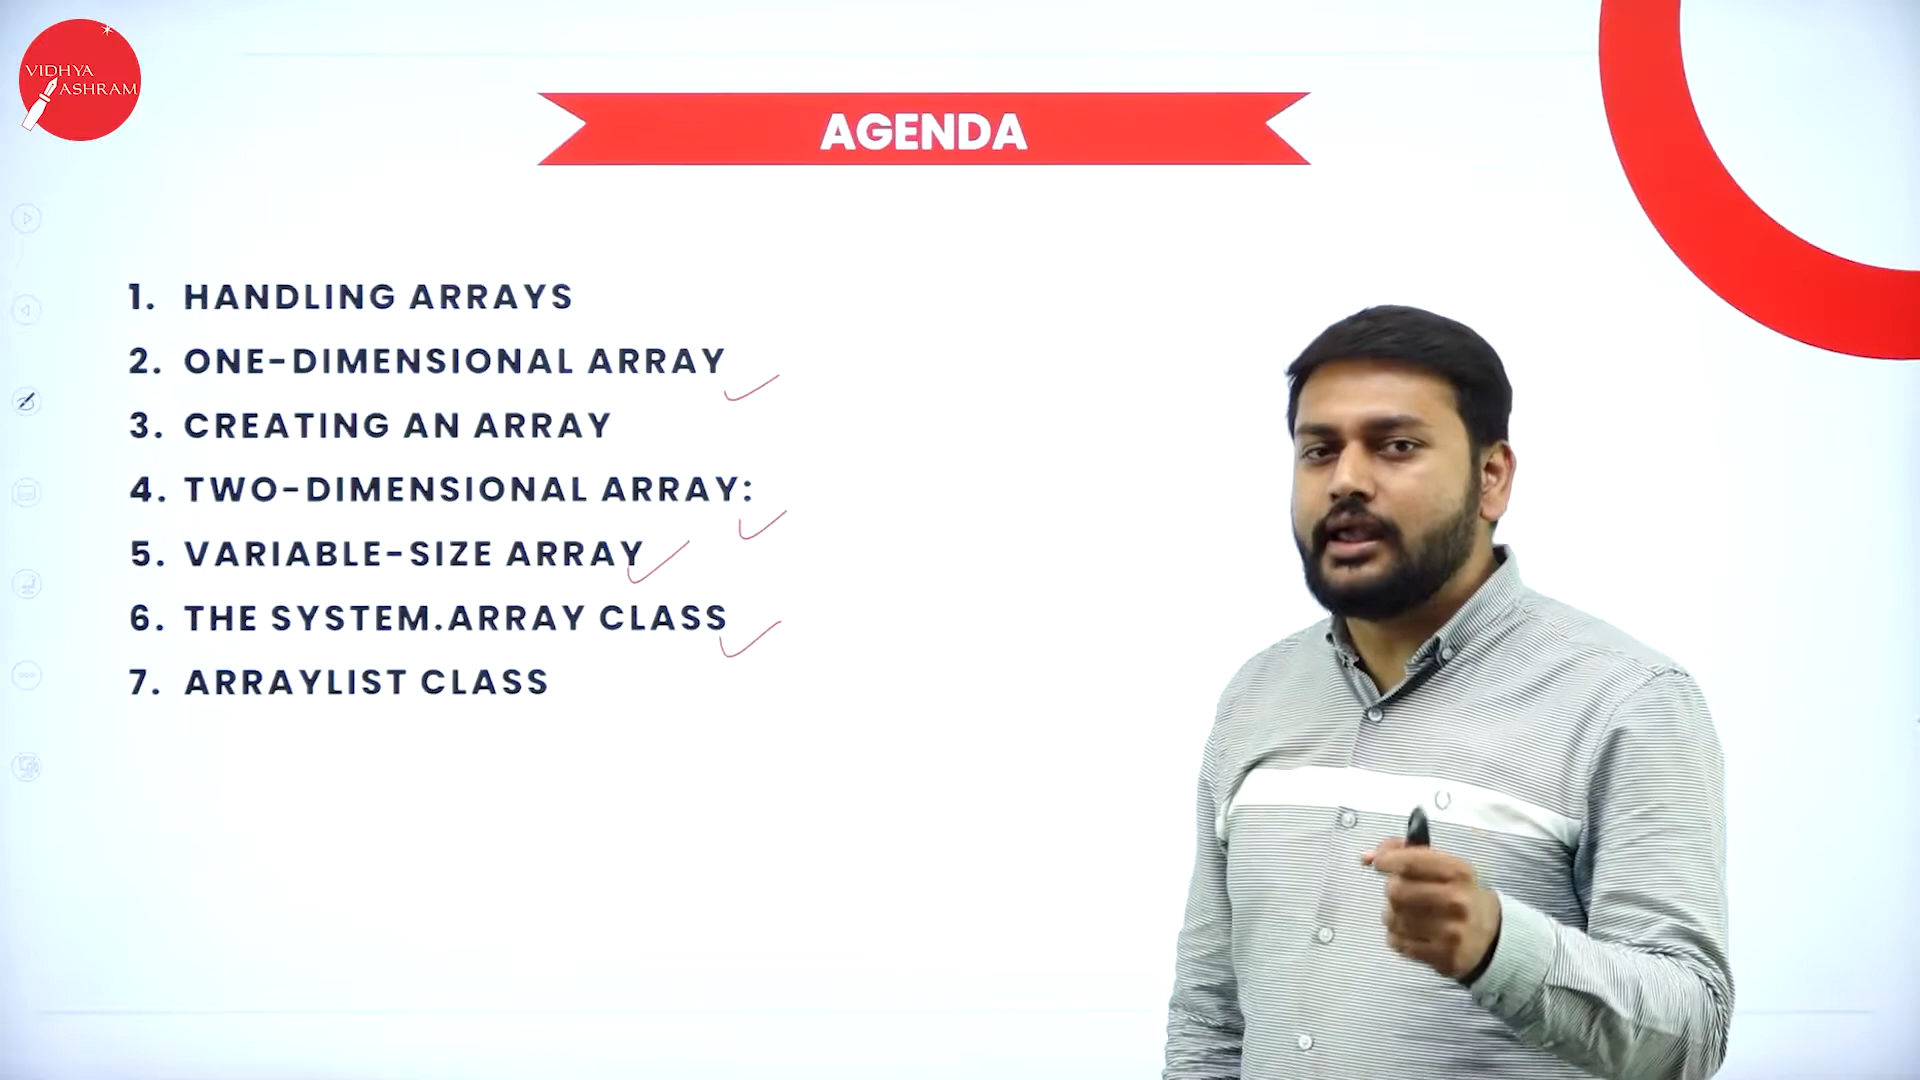 VIDHYA
ASHRAM
AGENDA
1. HANDLING ARRAYS
2. ONE-DIMENSIONAL ARRAY
3. CREATING AN ARRAY
4. TWO-DIMENSIONAL ARRAY:
5. VARIABLE-SIZE ARRAY
6. THE SYSTEM.ARRAY CLASS
7. ARRAYLIST CLASS